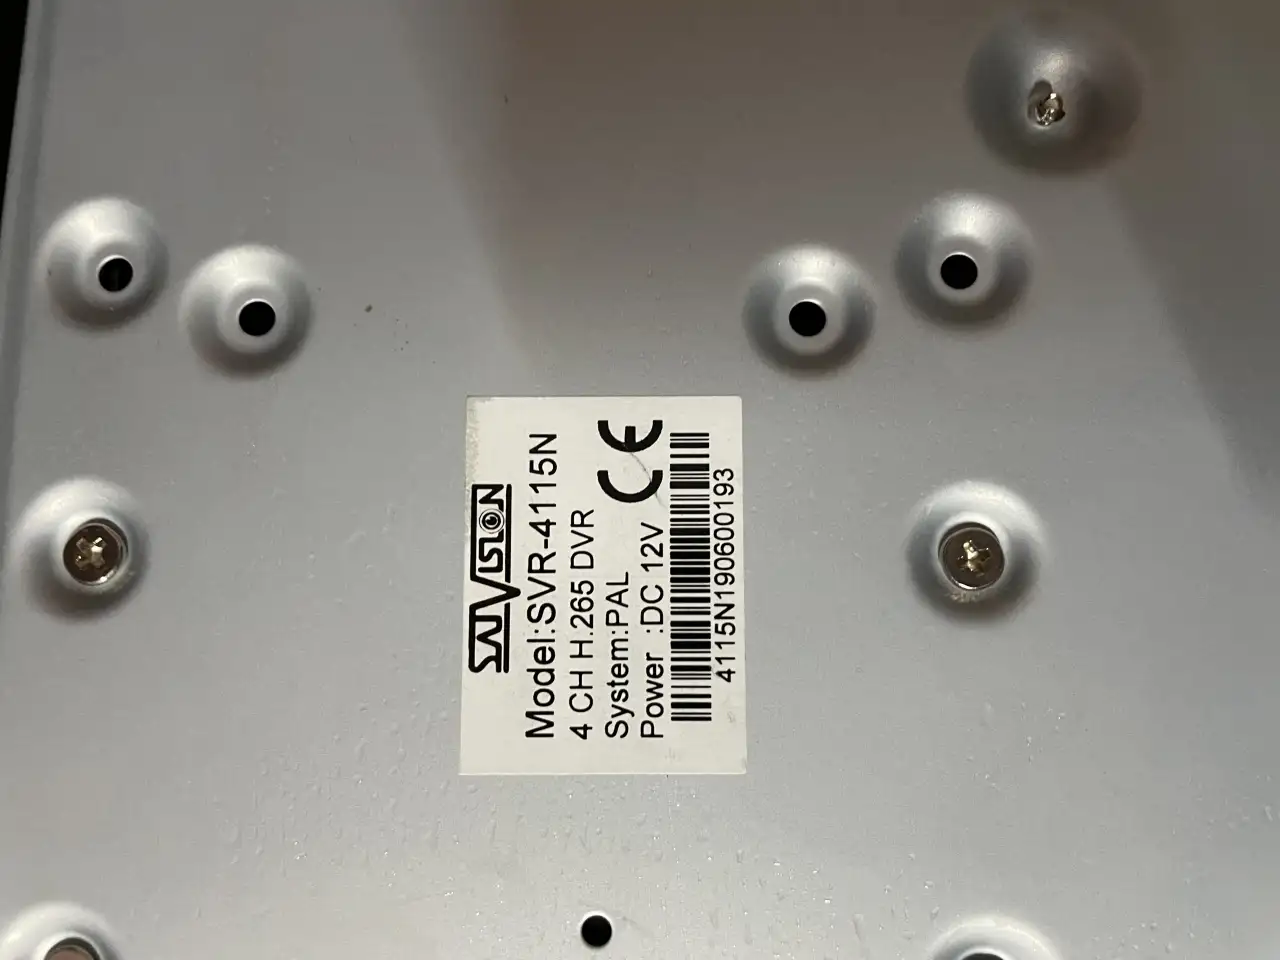 SATVISION
Model:SVR-4115N
4 CH H.265 DVR
System:PAL
Power :DC 12V
CE
4115N190600193